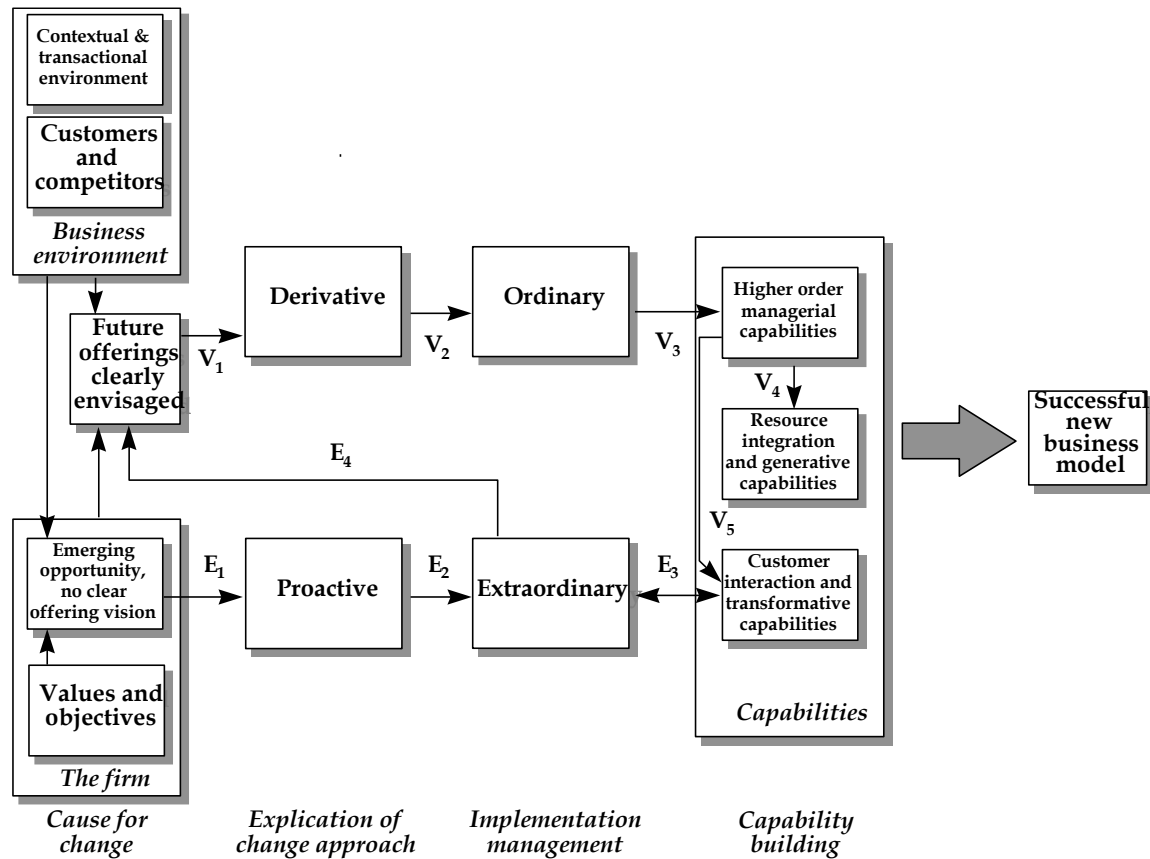 Contextual &
transactional
environment
Customers
and
competitors
Business
environment
Future
offerings
clearly
envisaged
V1
Derivative
V2
Ordinary
V3
Higher order
managerial
capabilities
V4
Resource
integration
and generative
capabilities
V5
Customer
interaction and
transformative
capabilities
Capabilities
Successful
new
business
model
E4
Emerging
opportunity,
no clear
offering vision
E1
Proactive
E2
Extraordinary
E3
Values and
objectives
The firm
Cause for
change
Explication of
change approach
Implementation
management
Capability
building